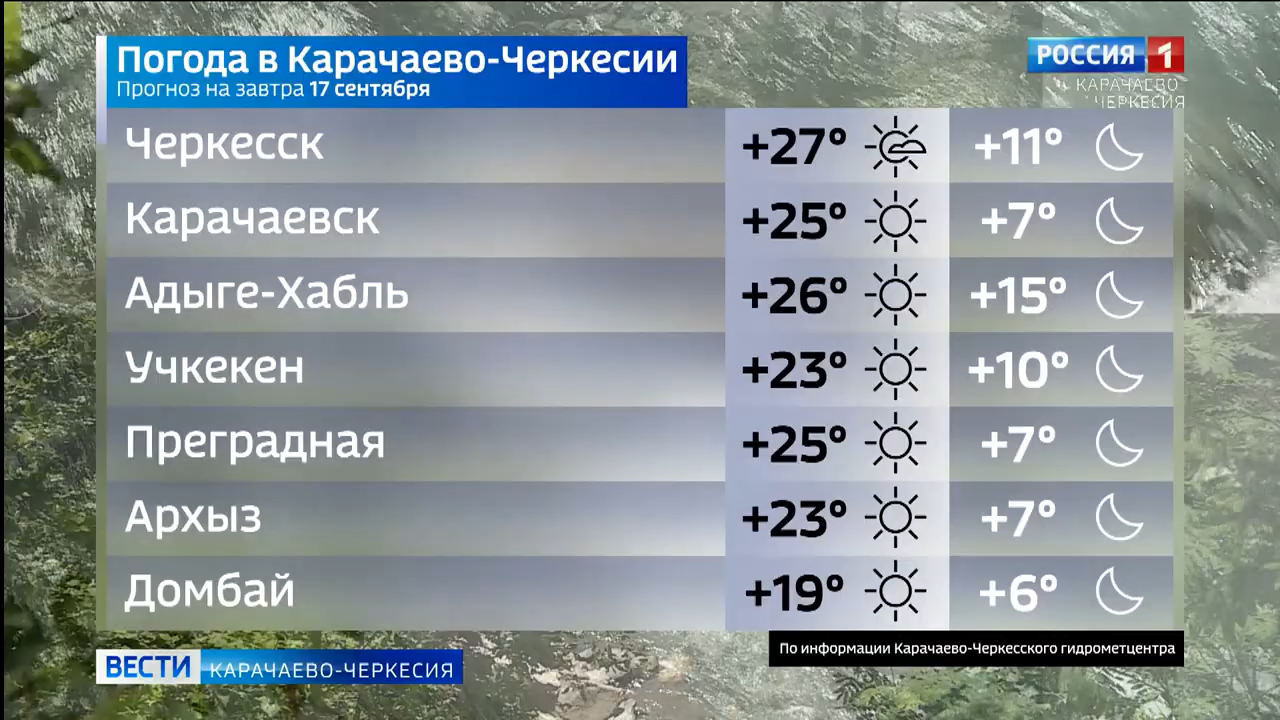 Погода в Карачаево-Черкесии
Прогноз на завтра 17 сентября
РОССИЯ 1
КАРАЧАЕВО
ЧЕРКЕСИЯ
Черкесск +27° +11°
Карачаевск +25° +7°
Адыге-Хабль +26° +15°
Учкекен +23° +10°
Преградная +25° +7°
Архыз +23° +7°
Домбай +19° +6°
По информации Карачаево-Черкесского гидрометцентра
ВЕСТИ КАРАЧАЕВО-ЧЕРКЕСИЯ